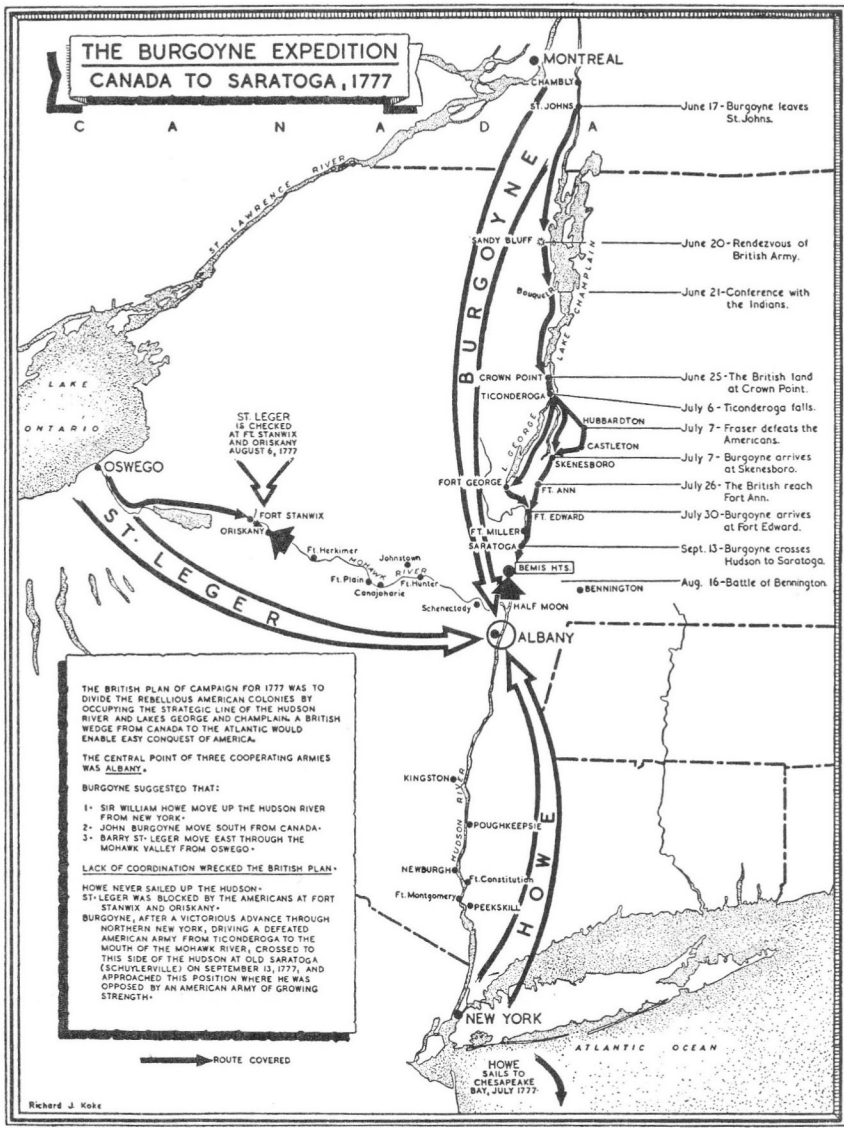 THE BURGOYNE EXPEDITION
CANADA TO SARATOGA, 1777
MONTREAL
CHAMBLY
ST. JOHNS
June 17-Burgoyne leaves
St. Johns.
C A N A D A
ST. LAWRENCE RIVER
BURGOYNE
SANDY BLUFF
June 20-Rendezvous of
British Army.
Bouquet R.
June 21-Conference with
the Indians.
LAKE CHAMPLAIN
CROWN POINT
June 25-The British land
at Crown Point.
TICONDEROGA
July 6-Ticonderoga falls.
LAKE
ONTARIO
ST. LEGER
IS CHECKED
AT FT. STANWIX
AND ORISKANY
AUGUST 6, 1777
HUBBARDTON
July 7-Fraser defeats the
Americans.
L. GEORGE
CASTLETON
SKENESBORO
July 7-Burgoyne arrives
at Skenesboro.
OSWEGO
FORT GEORGE
FT. ANN
July 26-The British reach
Fort Ann.
FORT STANWIX
ORISKANY
FT. EDWARD
July 30-Burgoyne arrives
at Fort Edward.
FT. MILLER
SARATOGA
Sept. 13-Burgoyne crosses
Hudson to Saratoga.
ST. LEGER
Ft. Herkimer
MOHAWK RIVER
Johnstown
Ft. Plain
Canajoharie
Ft. Hunter
BEMIS HTS.
BENNINGTON
Aug. 16-Battle of Bennington
Schenectady
HALF MOON
ALBANY
THE BRITISH PLAN OF CAMPAIGN FOR 1777 WAS TO
DIVIDE THE REBELLIOUS AMERICAN COLONIES BY
OCCUPYING THE STRATEGIC LINE OF THE HUDSON
RIVER AND LAKES GEORGE AND CHAMPLAIN. A BRITISH
WEDGE FROM CANADA TO THE ATLANTIC WOULD
ENABLE EASY CONQUEST OF AMERICA.
THE CENTRAL POINT OF THREE COOPERATING ARMIES
WAS ALBANY.
BURGOYNE SUGGESTED THAT:
1- SIR WILLIAM HOWE MOVE UP THE HUDSON RIVER
FROM NEW YORK.
2- JOHN BURGOYNE MOVE SOUTH FROM CANADA.
3- BARRY ST. LEGER MOVE EAST THROUGH THE
MOHAWK VALLEY FROM OSWEGO.
LACK OF COORDINATION WRECKED THE BRITISH PLAN.
HOWE NEVER SAILED UP THE HUDSON.
ST. LEGER WAS BLOCKED BY THE AMERICANS AT FORT
STANWIX AND ORISKANY.
BURGOYNE, AFTER A VICTORIOUS ADVANCE THROUGH
NORTHERN NEW YORK, DRIVING A DEFEATED
AMERICAN ARMY FROM TICONDEROGA TO THE
MOUTH OF THE MOHAWK RIVER, CROSSED TO
THIS SIDE OF THE HUDSON AT OLD SARATOGA
(SCHUYLERVILLE) ON SEPTEMBER 13, 1777, AND
APPROACHED THIS POSITION WHERE HE WAS
OPPOSED BY AN AMERICAN ARMY OF GROWING
STRENGTH.
KINGSTON
HUDSON RIVER
POUGHKEEPSIE
NEWBURGH
Ft. Constitution
Ft. Montgomery
PEEKSKILL
HOWE
NEW YORK
ATLANTIC OCEAN
HOWE
SAILS TO
CHESAPEAKE
BAY, JULY 1777.
ROUTE COVERED
Richard J. Koke